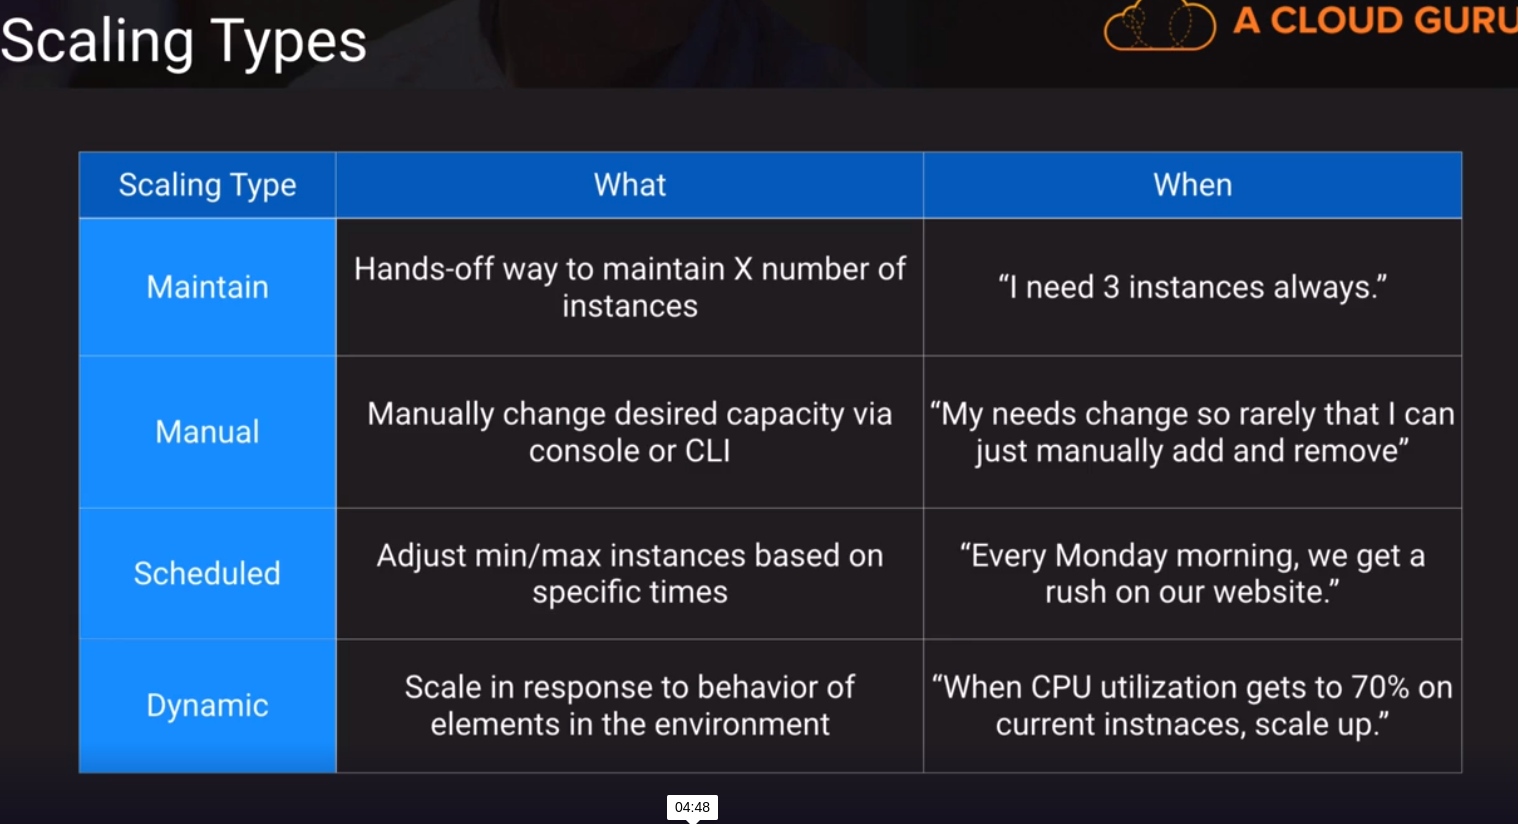 Scaling Types
A CLOUD GURU
Scaling Type
What
When
Maintain
Hands-off way to maintain X number of
instances
“I need 3 instances always.”
Manual
Manually change desired capacity via
console or CLI
“My needs change so rarely that I can
just manually add and remove”
Scheduled
Adjust min/max instances based on
specific times
“Every Monday morning, we get a
rush on our website.”
Dynamic
Scale in response to behavior of
elements in the environment
“When CPU utilization gets to 70% on
current instnaces, scale up.”
04:48